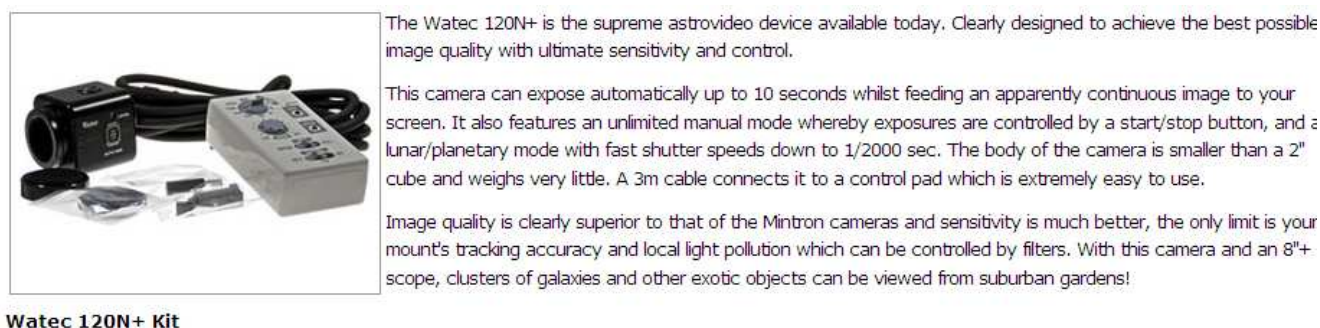 The Watec 120N+ is the supreme astrovideo device available today. Clearly designed to achieve the best possible
image quality with ultimate sensitivity and control.
This camera can expose automatically up to 10 seconds whilst feeding an apparently continuous image to your
screen. It also features an unlimited manual mode whereby exposures are controlled by a start/stop button, and a
lunar/planetary mode with fast shutter speeds down to 1/2000 sec. The body of the camera is smaller than a 2"
cube and weighs very little. A 3m cable connects it to a control pad which is extremely easy to use.
Image quality is clearly superior to that of the Mintron cameras and sensitivity is much better, the only limit is your
mount's tracking accuracy and local light pollution which can be controlled by filters. With this camera and an 8"+
scope, clusters of galaxies and other exotic objects can be viewed from suburban gardens!
Watec 120N+ Kit